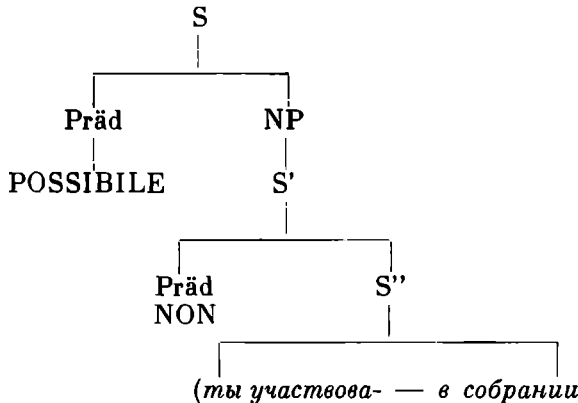 S
Präd NP
POSSIBILE S'
Präd S’’
NON
(ты участвова- — в собрании